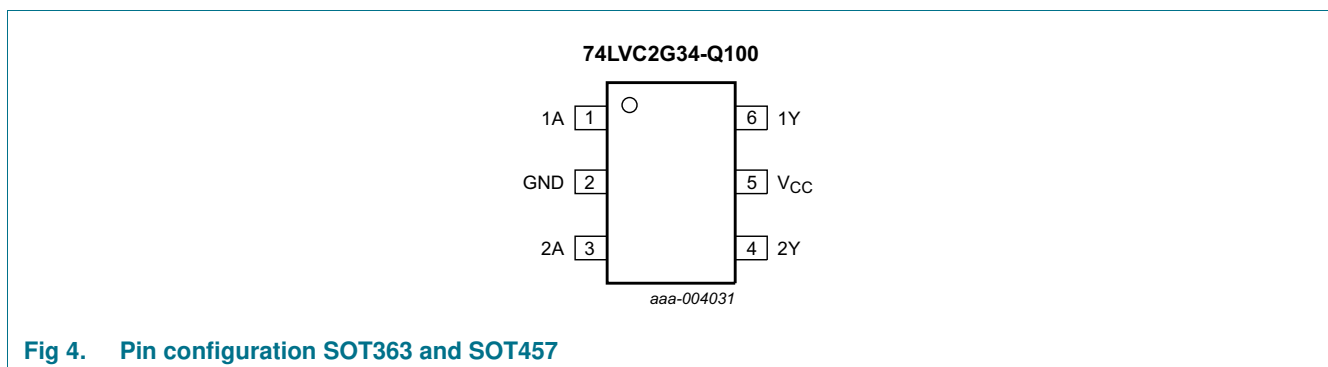 74LVC2G34-Q100
1A 1 6 1Y
GND 2 5 VCC
2A 3 4 2Y
aaa-004031
Fig 4. Pin configuration SOT363 and SOT457